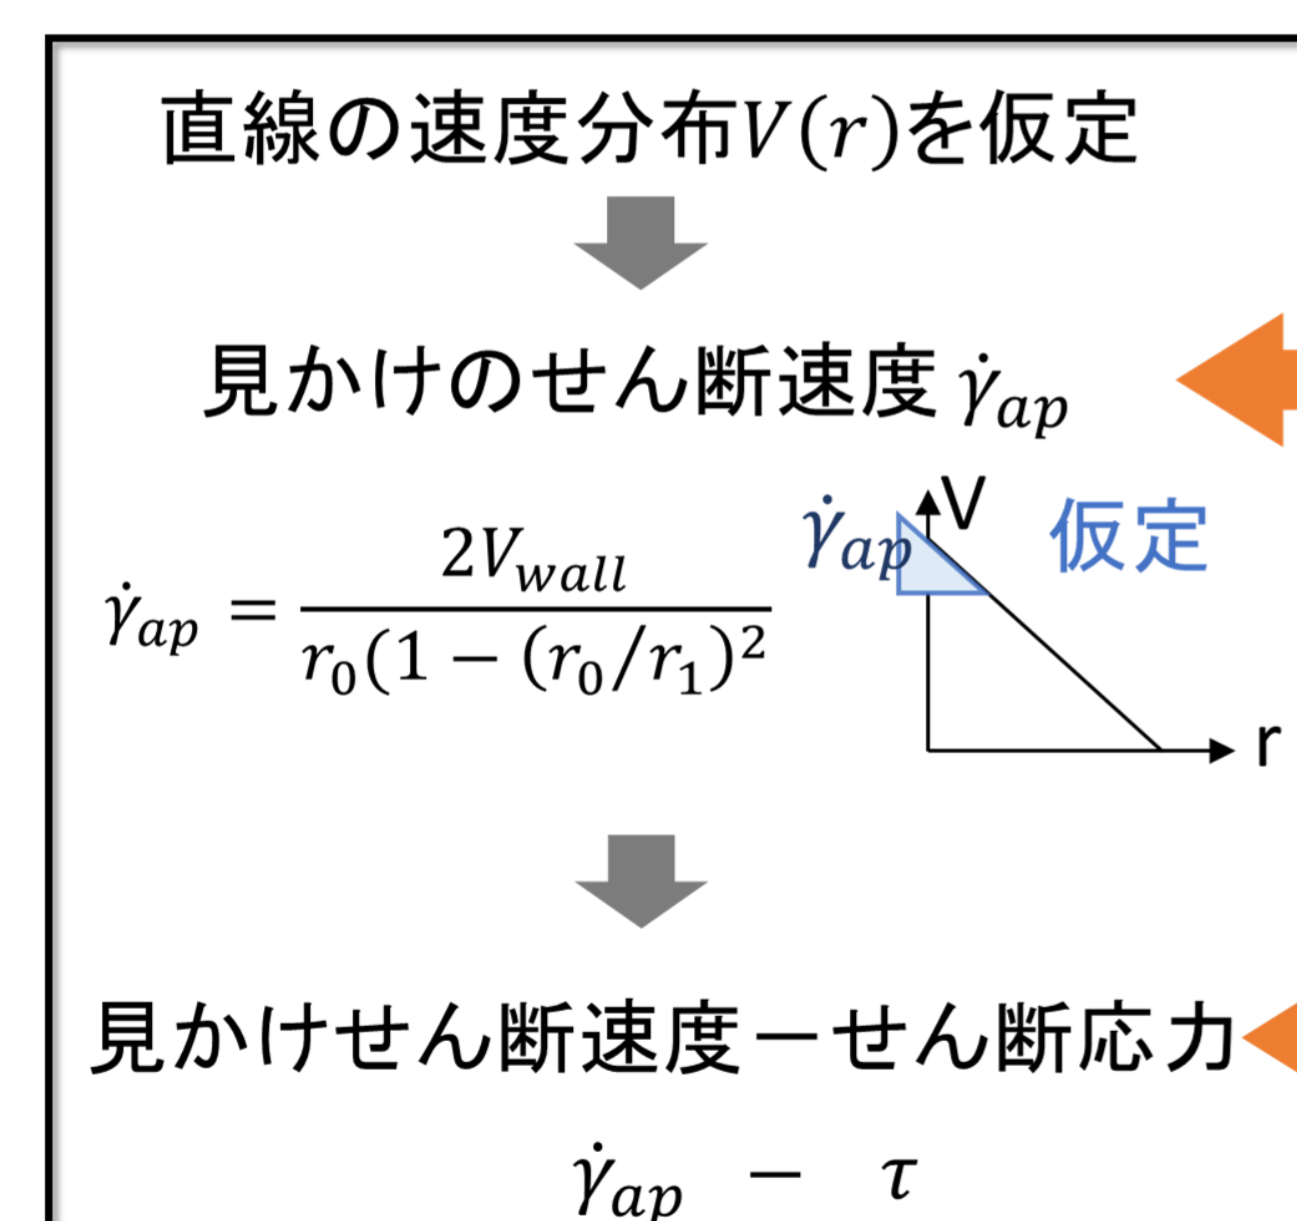 直線の速度分布V(r)を仮定
見かけのせん断速度 γ̇ap
γ̇ap = 2Vwall / r0(1 − (r0/r1)²
γ̇ap
V
仮定
r
見かけせん断速度－せん断応力
γ̇ap － τ